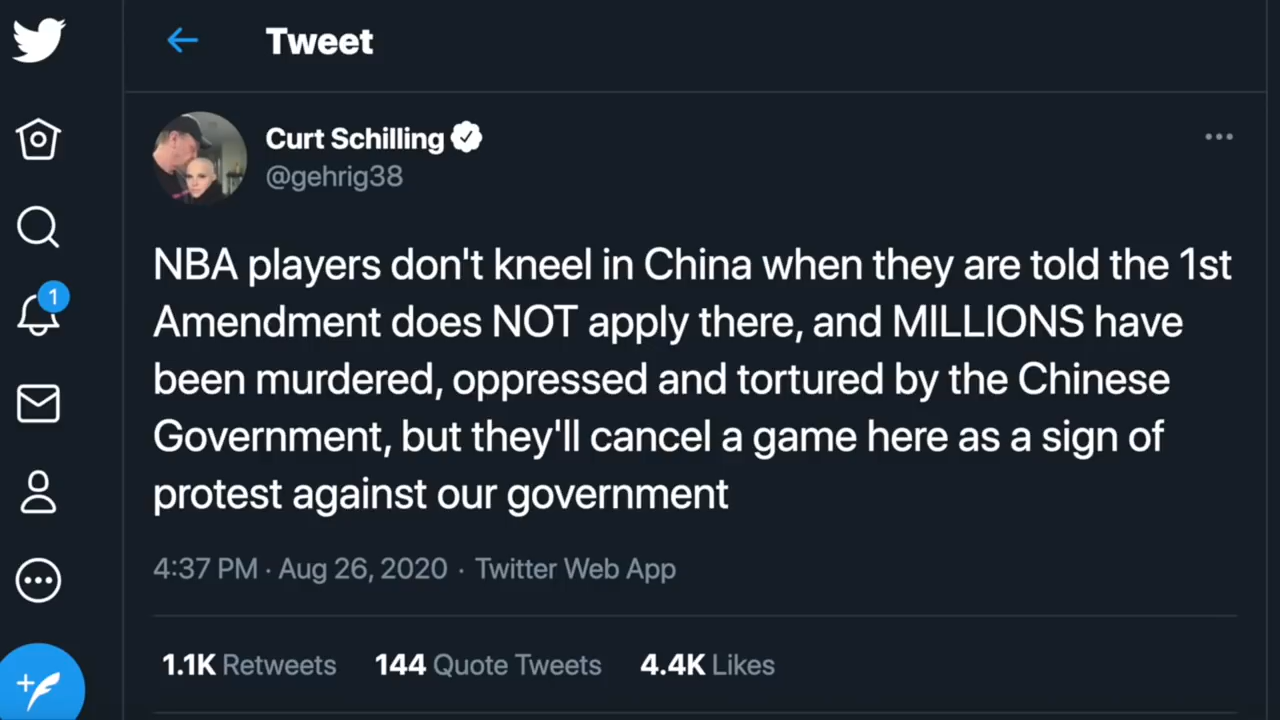 Tweet
Curt Schilling
@gehrig38
NBA players don't kneel in China when they are told the 1st
Amendment does NOT apply there, and MILLIONS have
been murdered, oppressed and tortured by the Chinese
Government, but they'll cancel a game here as a sign of
protest against our government
4:37 PM · Aug 26, 2020 · Twitter Web App
1.1K Retweets 144 Quote Tweets 4.4K Likes
1